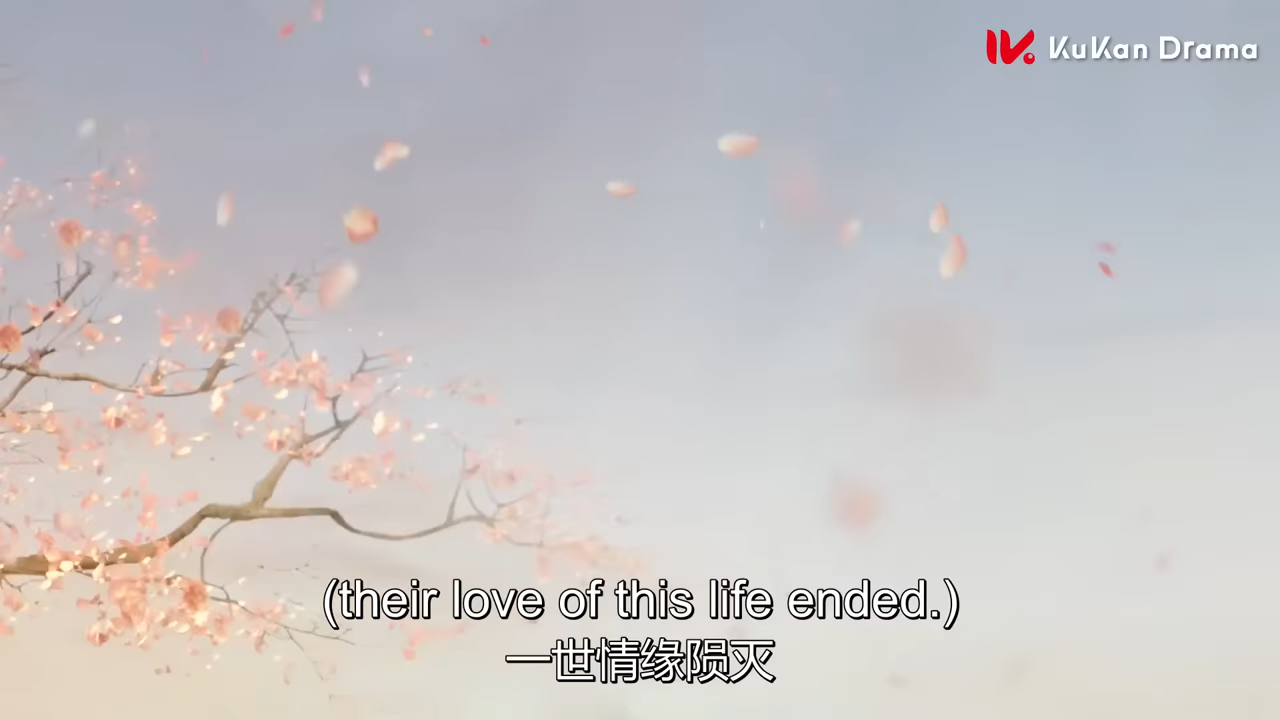 KuKan Drama
(their love of this life ended.)
一世情缘陨灭